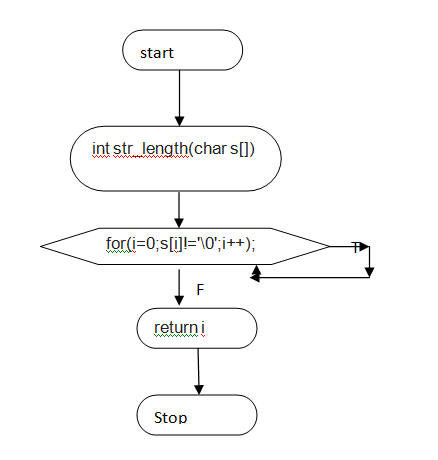 start
int str_length(char s[])
for(i=0;s[i]!='\0';i++);
T
F
return i
Stop